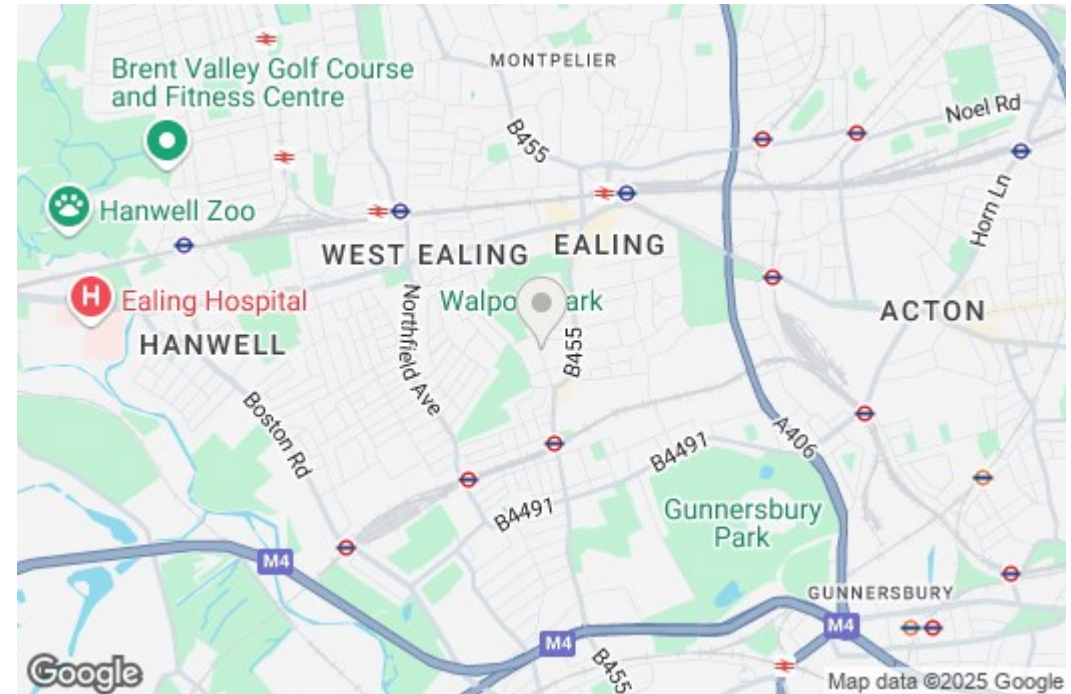 MONTPELIER
Brent Valley Golf Course
and Fitness Centre
B455
Noel Rd
Horn Ln
Hanwell Zoo
WEST EALING
EALING
H
Ealing Hospital
Northfield Ave
B455
ACTON
HANWELL
Boston Rd
A406
B4491
B4491
Gunnersbury
Park
M4
GUNNERSBURY
M4
M4
B455
Google
Map data ©2025 Google